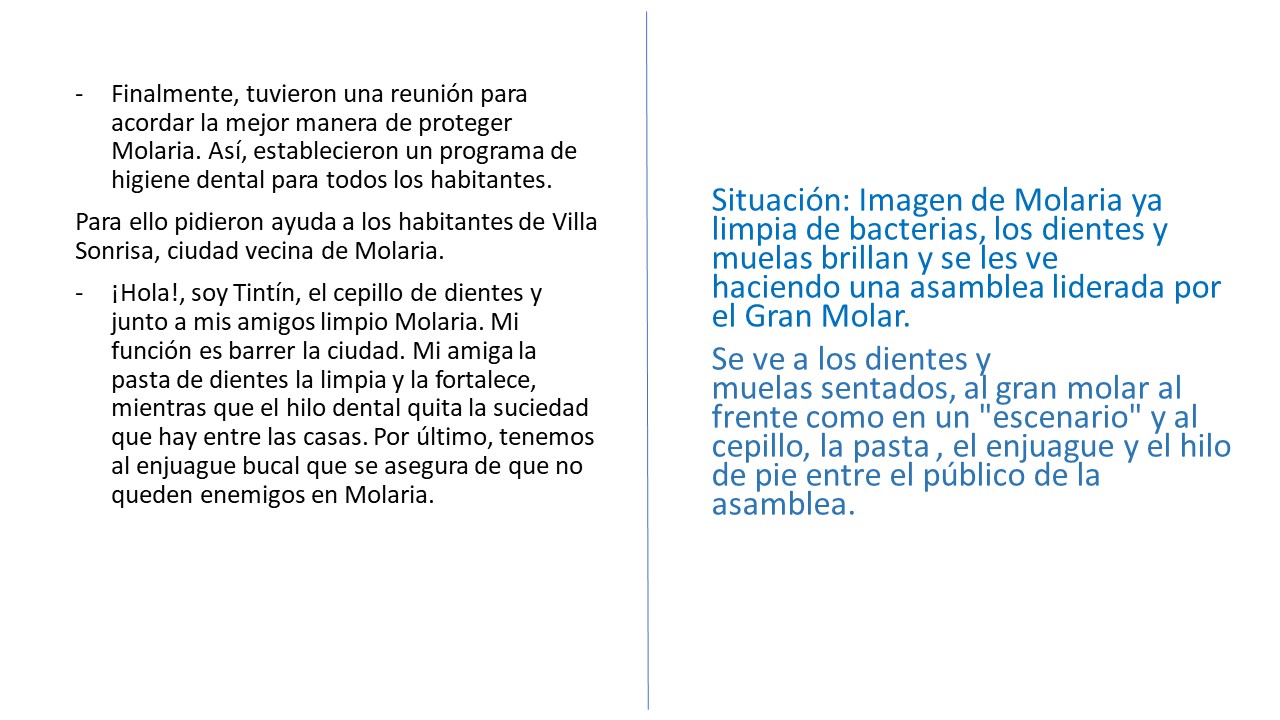 - Finalmente, tuvieron una reunión para
acordar la mejor manera de proteger
Molaria. Así, establecieron un programa de
higiene dental para todos los habitantes.
Para ello pidieron ayuda a los habitantes de Villa
Sonrisa, ciudad vecina de Molaria.
- ¡Hola!, soy Tintín, el cepillo de dientes y
junto a mis amigos limpio Molaria. Mi
función es barrer la ciudad. Mi amiga la
pasta de dientes la limpia y la fortalece,
mientras que el hilo dental quita la suciedad
que hay entre las casas. Por último, tenemos
al enjuague bucal que se asegura de que no
queden enemigos en Molaria.
Situación: Imagen de Molaria ya
limpia de bacterias, los dientes y
muelas brillan y se les ve
haciendo una asamblea liderada por
el Gran Molar.
Se ve a los dientes y
muelas sentados, al gran molar al
frente como en un "escenario" y al
cepillo, la pasta , el enjuague y el hilo
de pie entre el público de la
asamblea.